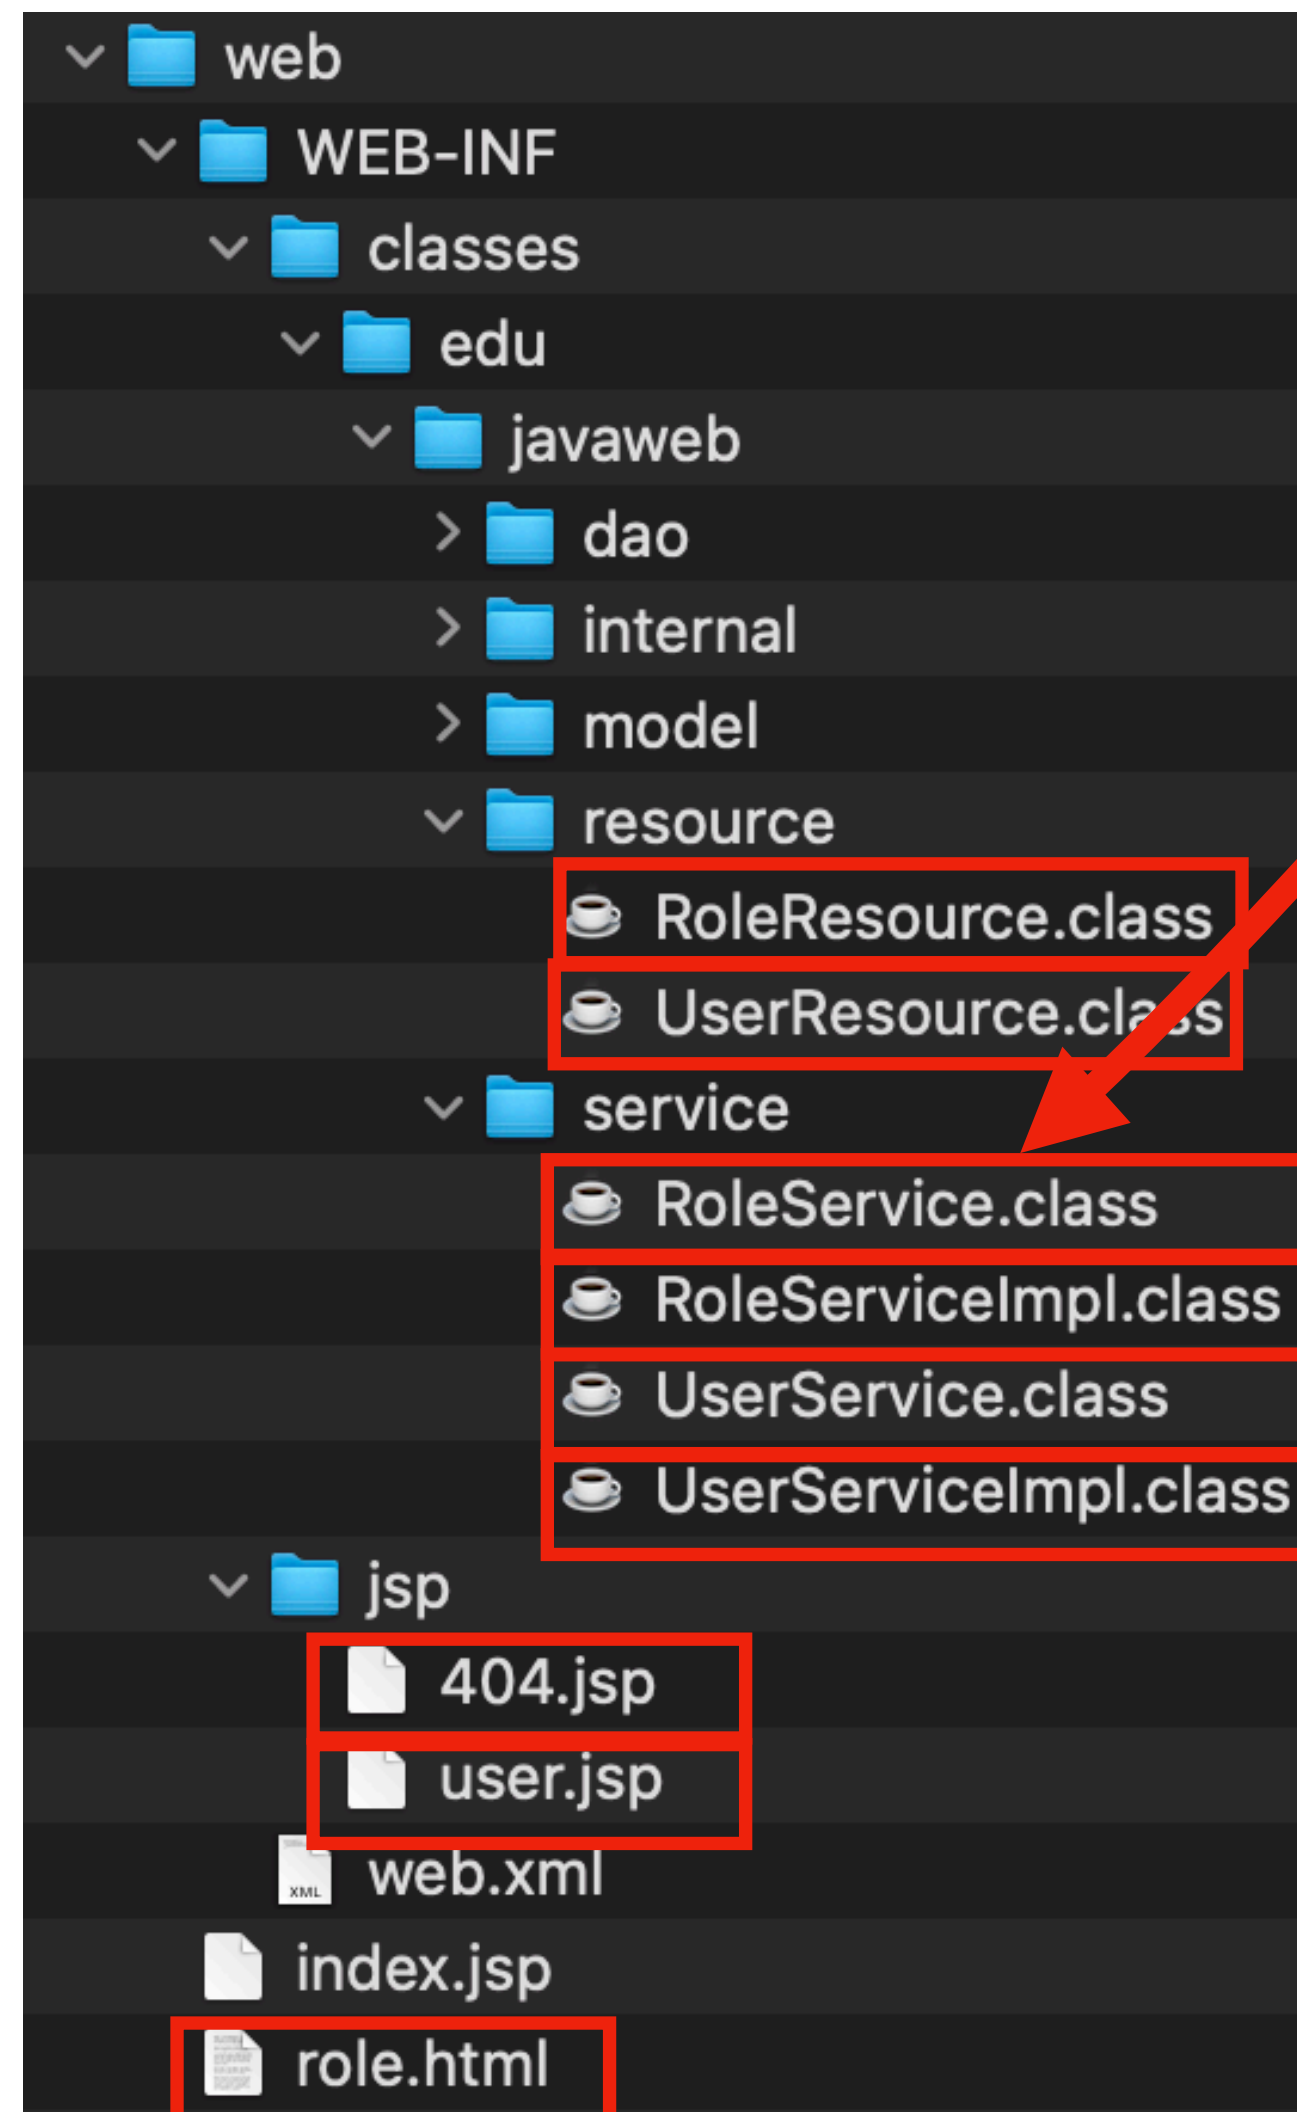 web
WEB-INF
classes
edu
javaweb
dao
internal
model
resource
RoleResource.class
UserResource.class
service
RoleService.class
RoleServiceImpl.class
UserService.class
UserServiceImpl.class
jsp
404.jsp
user.jsp
XML web.xml
index.jsp
role.html